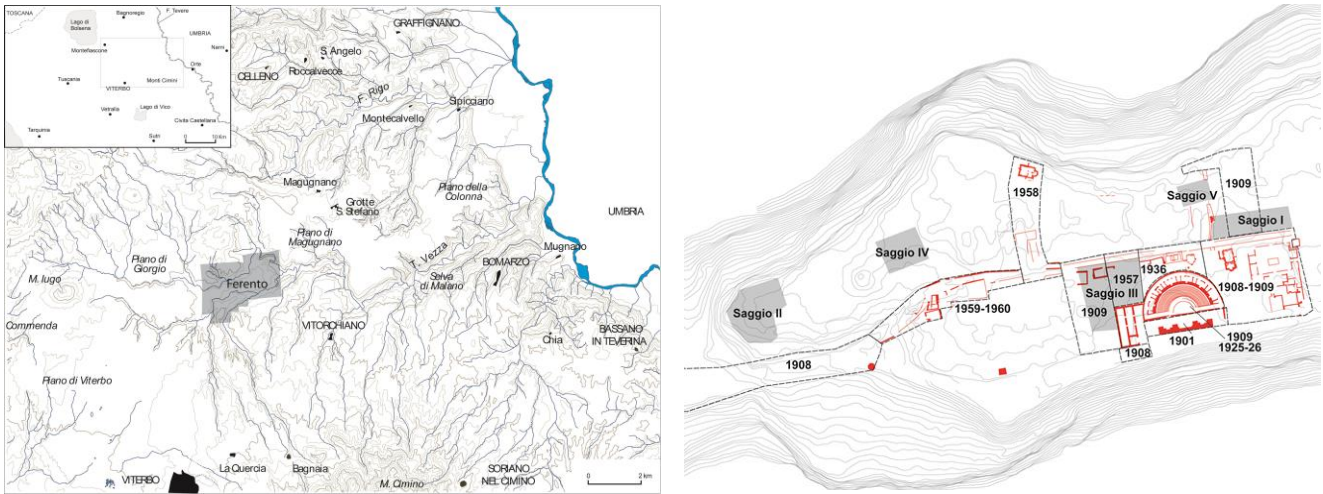 TOSCANA
Lago di
Bolsena
Bagnoregio
F. Tevere
UMBRIA
Montefiascone
Narni
Orte
Tuscania
VITERBO
Monti Cimini
Vetralla
Lago di Vico
Civita Castellana
Tarquinia
Sutri
0 10 Km
GRAFFIGNANO
S. Angelo
CELLENO
Roccalvecce
F. Rigo
Sipicciano
Montecalvello
Magugnano
Grotte
S. Stefano
Piano della
Colonna
UMBRIA
Piano di
Magugnano
Piano di
Giorgio
T. Vezza
Mugnano
M. Iugo
Ferento
BOMARZO
Selva
di Malano
Commenda
VITORCHIANO
Chia
BASSANO
IN TEVERINA
Piano di Viterbo
La Quercia
Bagnaia
VITERBO
M. Cimino
SORIANO
NEL CIMINO
0 2 km
1958
1909
Saggio V
Saggio I
Saggio IV
1936
1957
Saggio III
1908-1909
1959-1960
1909
Saggio II
1901
1909
1925-26
1908
1908